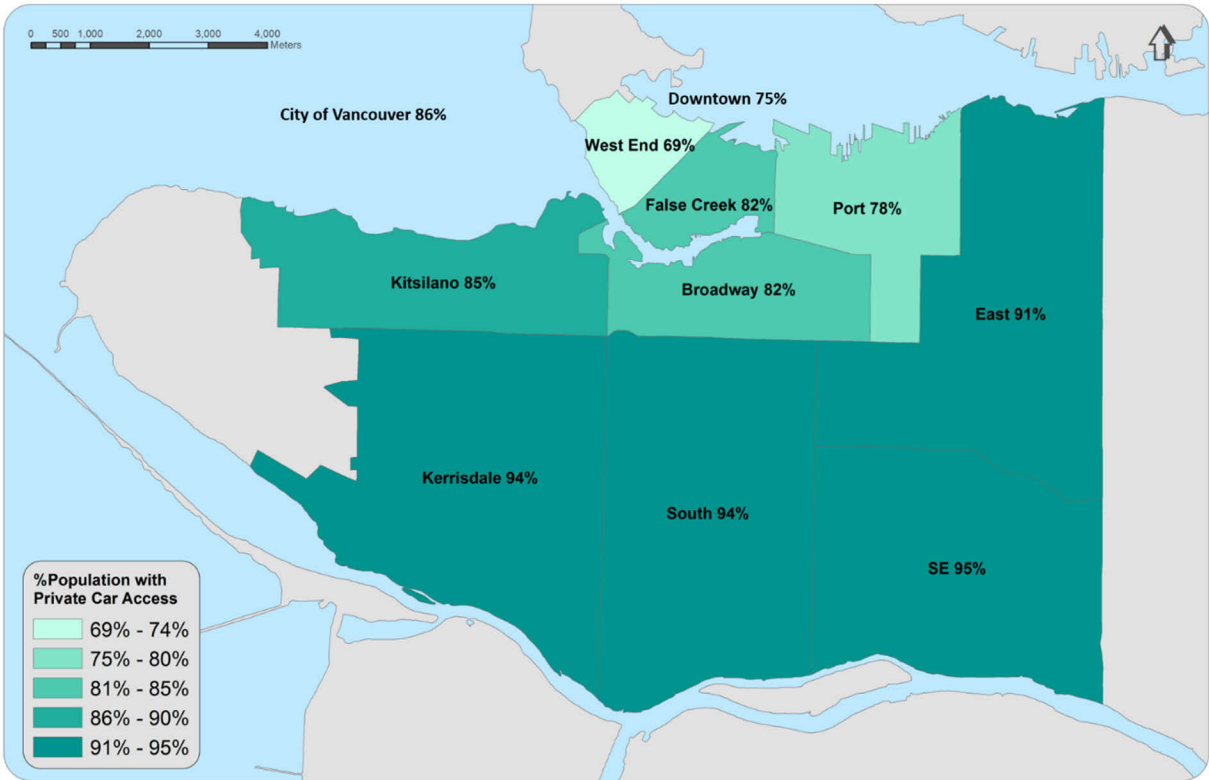 0 500 1,000 2,000 3,000 4,000
Meters
City of Vancouver 86%
Downtown 75%
West End 69%
False Creek 82%
Port 78%
Kitsilano 85%
Broadway 82%
East 91%
Kerrisdale 94%
South 94%
SE 95%
%Population with
Private Car Access
69% - 74%
75% - 80%
81% - 85%
86% - 90%
91% - 95%